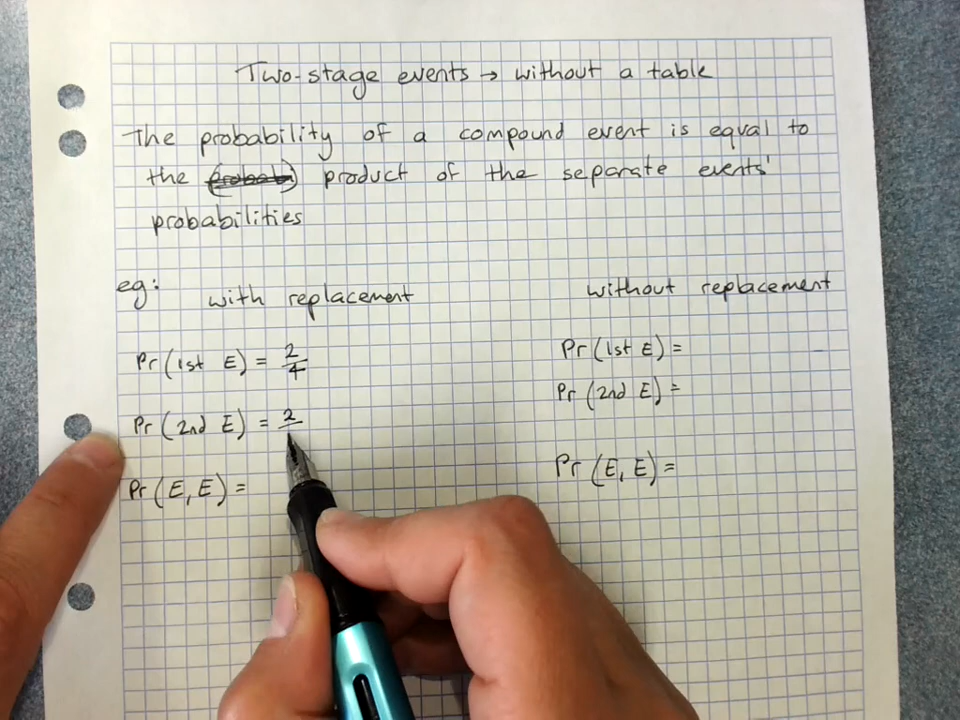 Two-stage events → without a table
The probability of a compound event is equal to
the product of the separate events'
probabilities
eg: with replacement
without replacement
Pr (1st E) = 2/4
Pr (2nd E) = 2/
Pr (E, E) =
Pr (1st E) =
Pr (2nd E) =
Pr (E, E) =